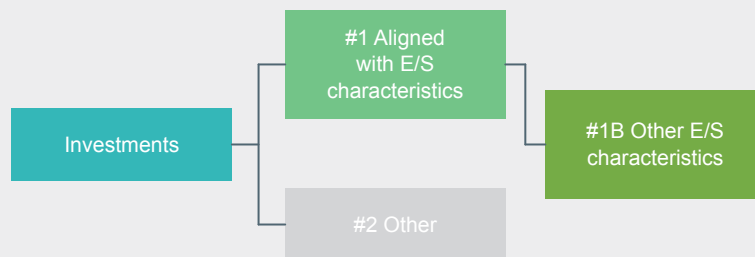 #1 Aligned
with E/S
characteristics
Investments
#1B Other E/S
characteristics
#2 Other